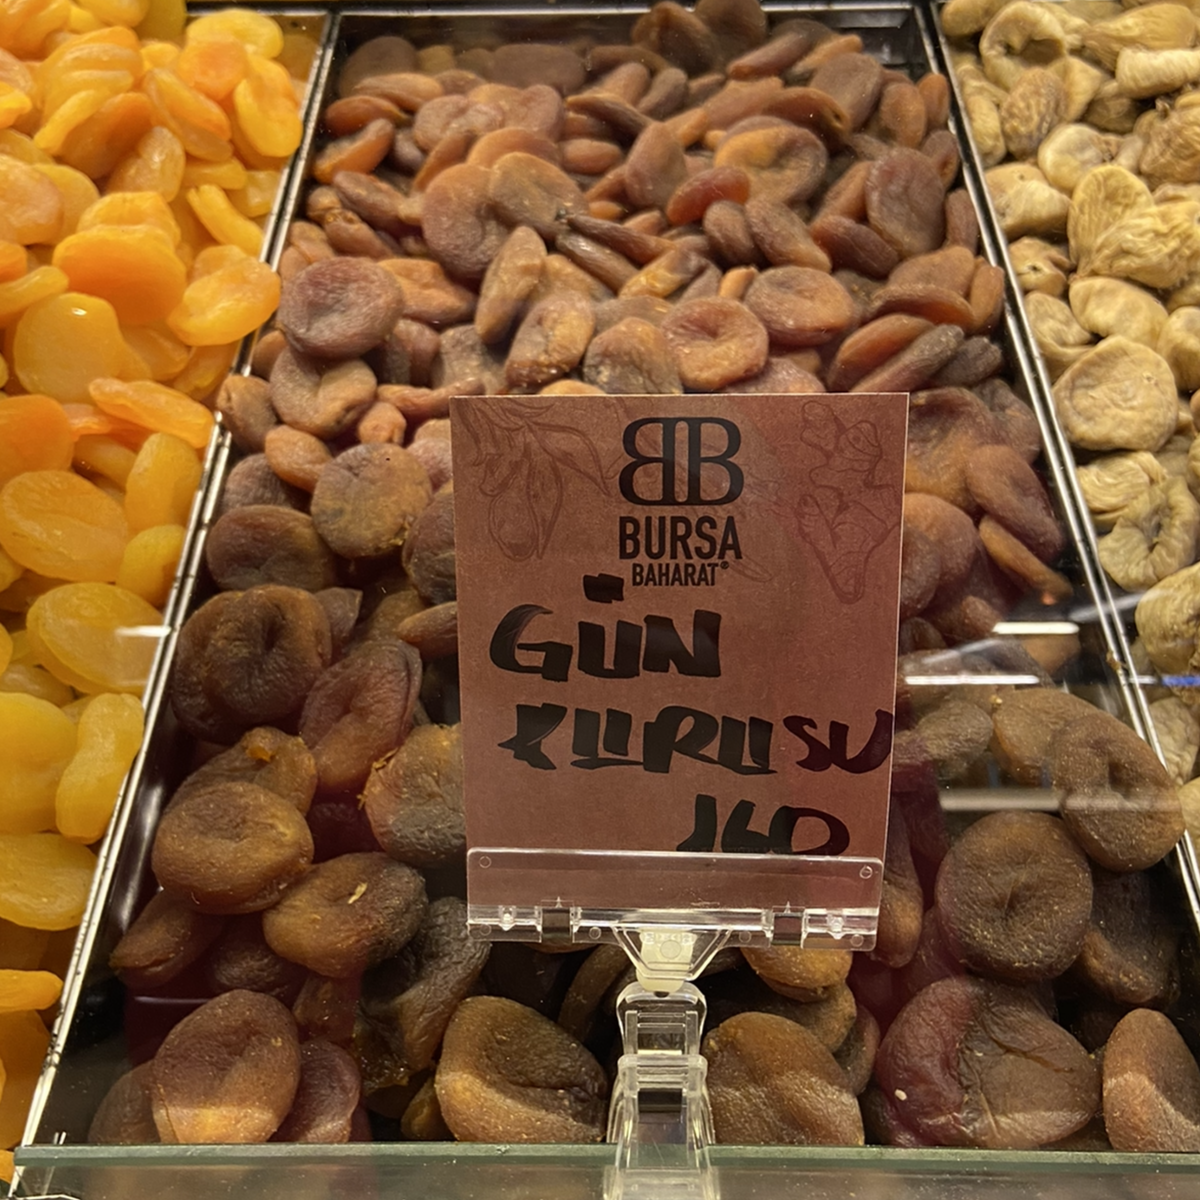 BB
BURSA
BAHARAT®
GÜN
KURUSU
160